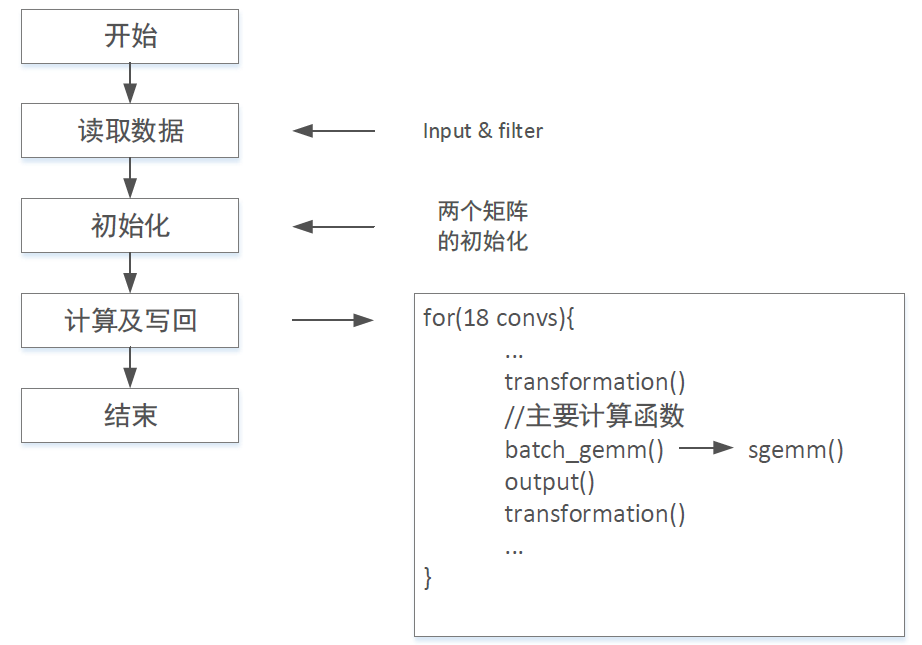 开始
读取数据
Input & filter
初始化
两个矩阵
的初始化
计算及写回
结束
for(18 convs){
...
transformation()
//主要计算函数
batch_gemm()
sgemm()
output()
transformation()
...
}